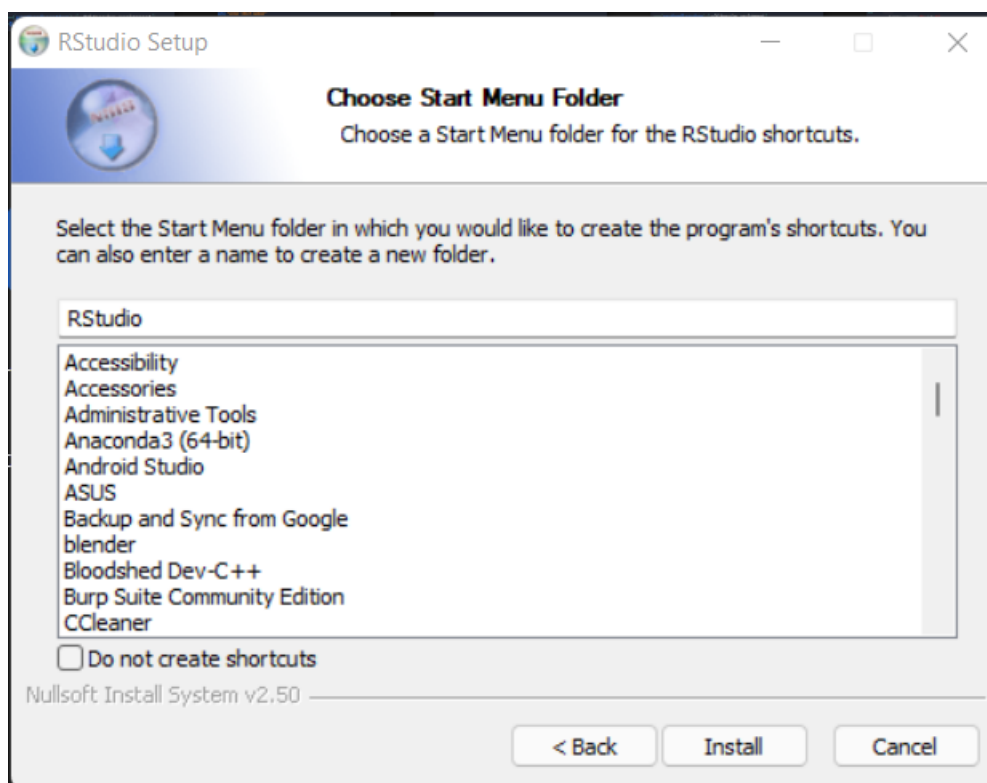 RStudio Setup
Choose Start Menu Folder
Choose a Start Menu folder for the RStudio shortcuts.
Select the Start Menu folder in which you would like to create the program's shortcuts. You
can also enter a name to create a new folder.
RStudio
Accessibility
Accessories
Administrative Tools
Anaconda3 (64-bit)
Android Studio
ASUS
Backup and Sync from Google
blender
Bloodshed Dev-C++
Burp Suite Community Edition
CCleaner
Do not create shortcuts
Nullsoft Install System v2.50
< Back
Install
Cancel